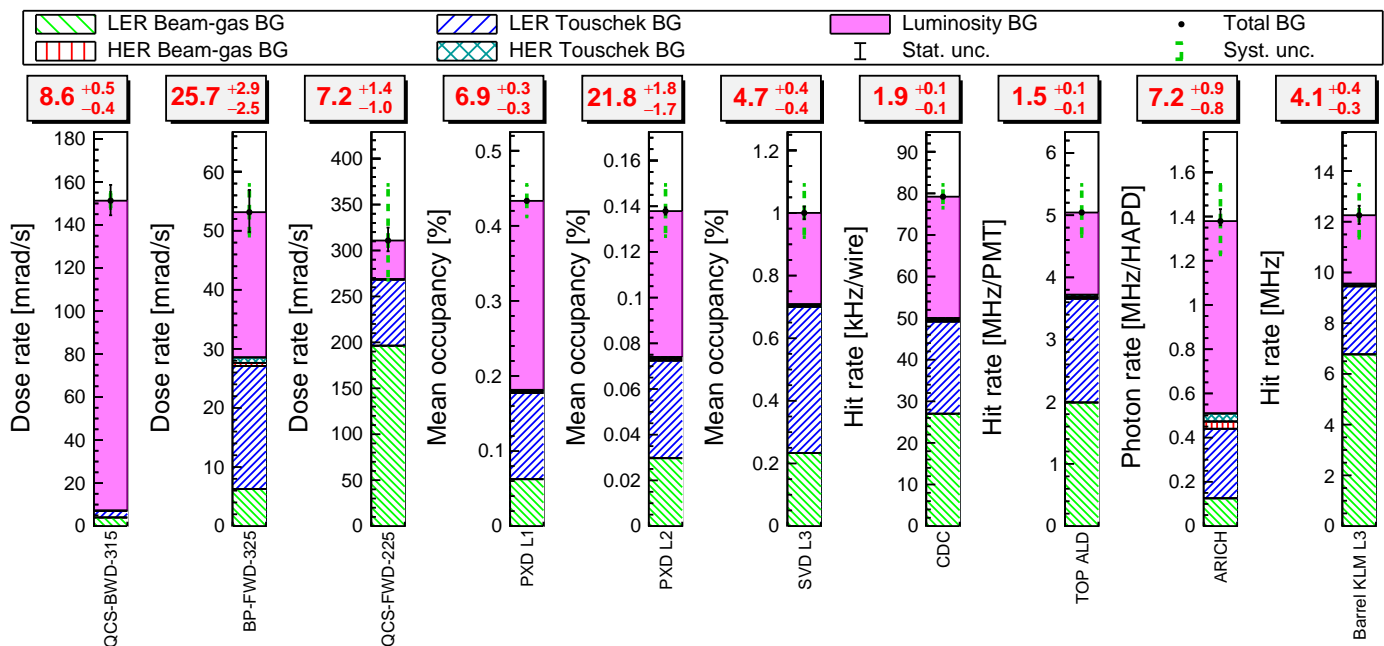 LER Beam-gas BG LER Touschek BG Luminosity BG Total BG
HER Beam-gas BG HER Touschek BG Stat. unc. Syst. unc.
8.6 +0.5 −0.4
25.7 +2.9 −2.5
7.2 +1.4 −1.0
6.9 +0.3 −0.3
21.8 +1.8 −1.7
4.7 +0.4 −0.4
1.9 +0.1 −0.1
1.5 +0.1 −0.1
7.2 +0.9 −0.8
4.1 +0.4 −0.3
Dose rate [mrad/s]
180
160
140
120
100
80
60
40
20
0
QCS-BWD-315
Dose rate [mrad/s]
60
50
40
30
20
10
0
BP-FWD-325
Dose rate [mrad/s]
400
350
300
250
200
150
100
50
0
QCS-FWD-225
Mean occupancy [%]
0.5
0.4
0.3
0.2
0.1
0
PXD L1
Mean occupancy [%]
0.16
0.14
0.12
0.1
0.08
0.06
0.04
0.02
0
PXD L2
Mean occupancy [%]
1.2
1
0.8
0.6
0.4
0.2
0
SVD L3
Hit rate [kHz/wire]
90
80
70
60
50
40
30
20
10
0
CDC
Hit rate [MHz/PMT]
6
5
4
3
2
1
0
TOP ALD
Photon rate [MHz/HAPD]
1.6
1.4
1.2
1
0.8
0.6
0.4
0.2
0
ARICH
Hit rate [MHz]
14
12
10
8
6
4
2
0
Barrel KLM L3